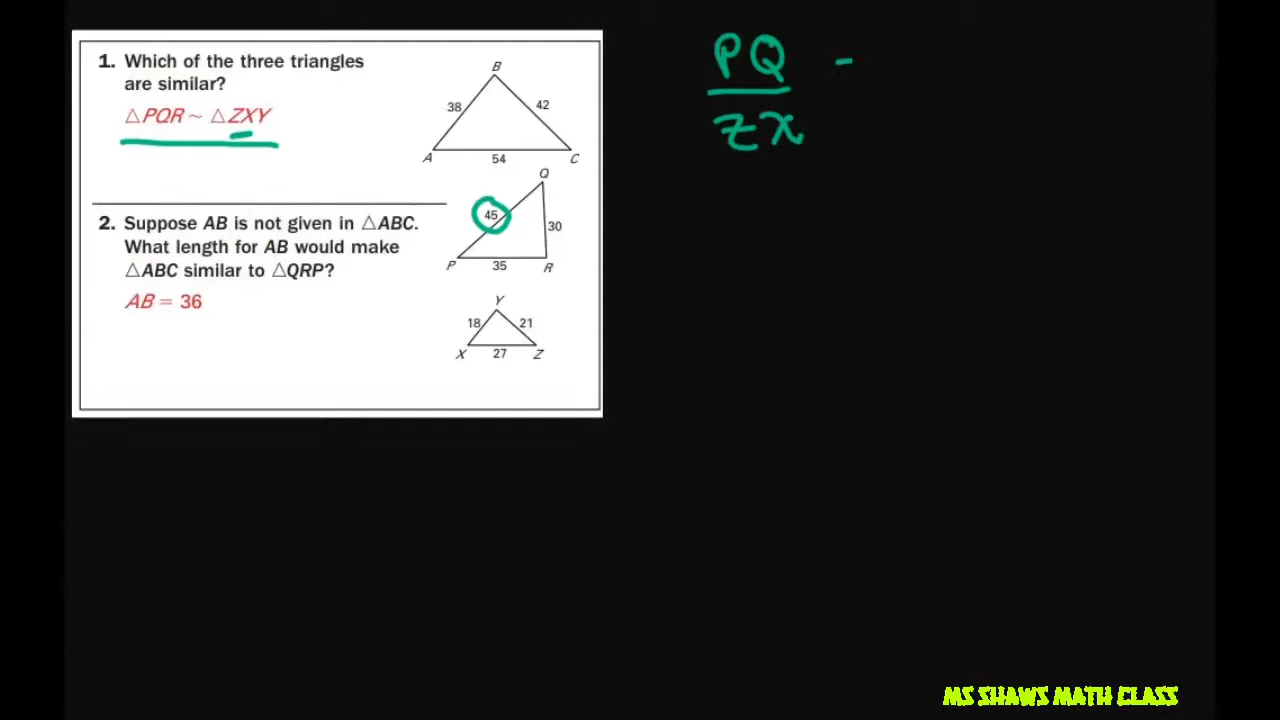 1. Which of the three triangles
are similar?
△PQR ~ △ZXY
2. Suppose AB is not given in △ABC.
What length for AB would make
△ABC similar to △QRP?
AB = 36
B
38
42
A
54
C
Q
45
30
P
35
R
Y
18
21
X
27
Z
PQ =
ZX
MS SHAWS MATH CLASS